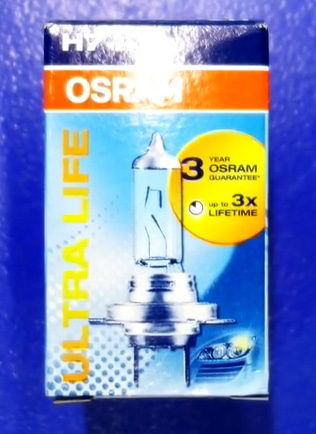 OSRAM
ULTRA LIFE
3 YEAR
OSRAM
GUARANTEE*
up to 3x
LIFETIME